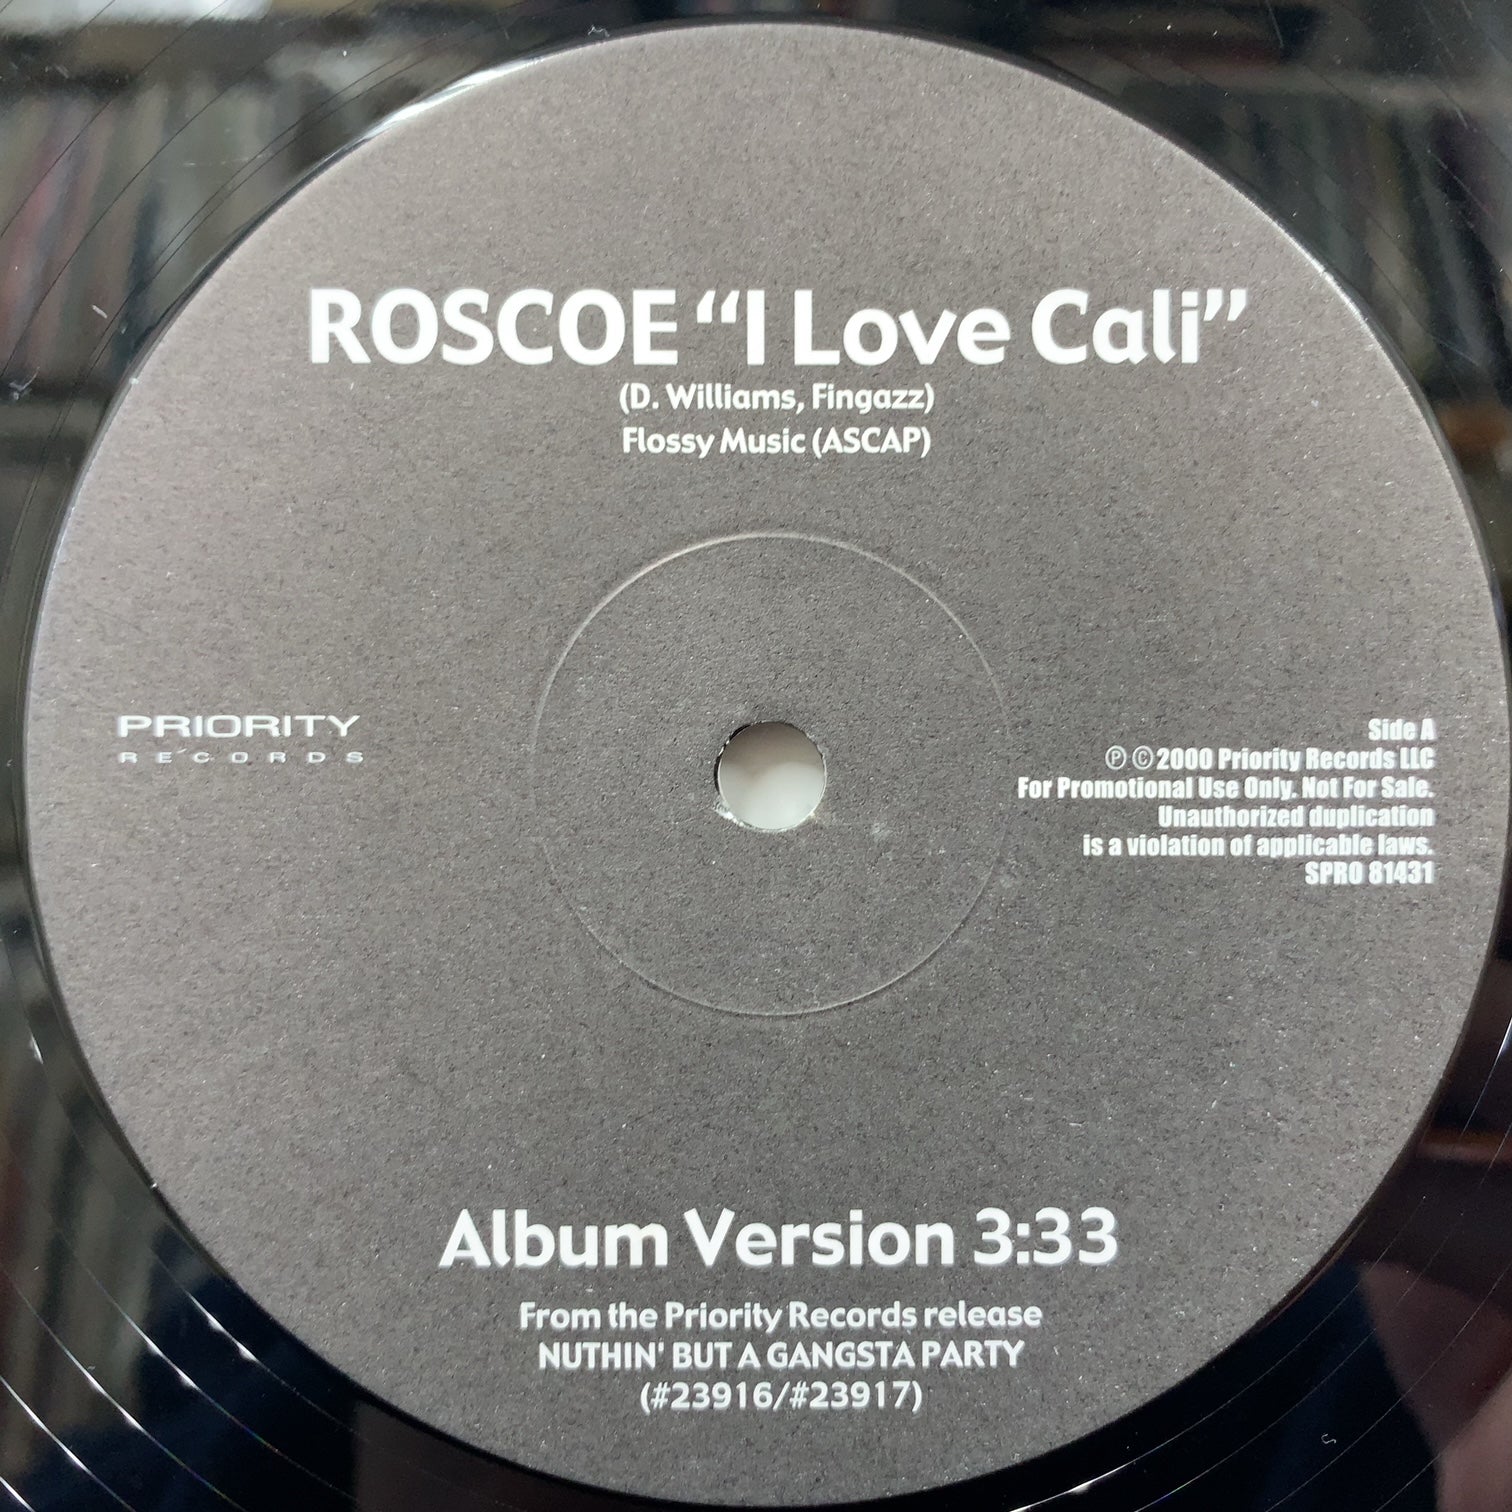 ROSCOE “I Love Cali”
(D. Williams, Fingazz)
Flossy Music (ASCAP)
PRIORITY
RECORDS
Side A
℗ © 2000 Priority Records LLC
For Promotional Use Only. Not For Sale.
Unauthorized duplication
is a violation of applicable laws.
SPRO 81431
Album Version 3:33
From the Priority Records release
NUTHIN' BUT A GANGSTA PARTY
(#23916/#23917)